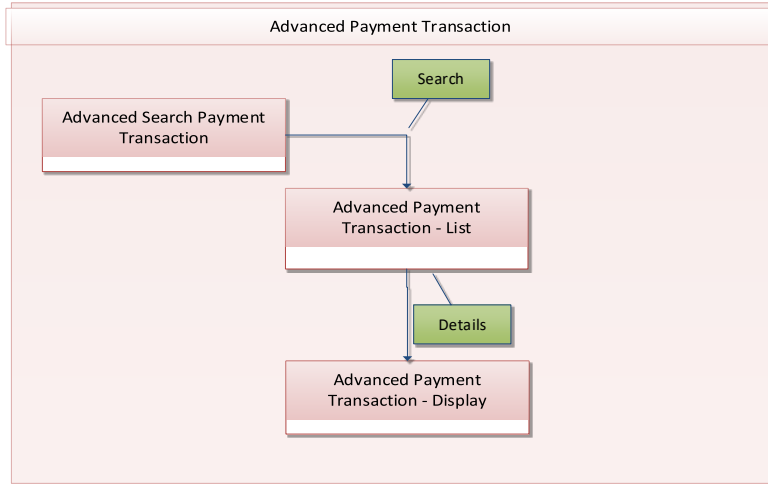 Advanced Payment Transaction
Search
Advanced Search Payment
Transaction
Advanced Payment
Transaction - List
Details
Advanced Payment
Transaction - Display